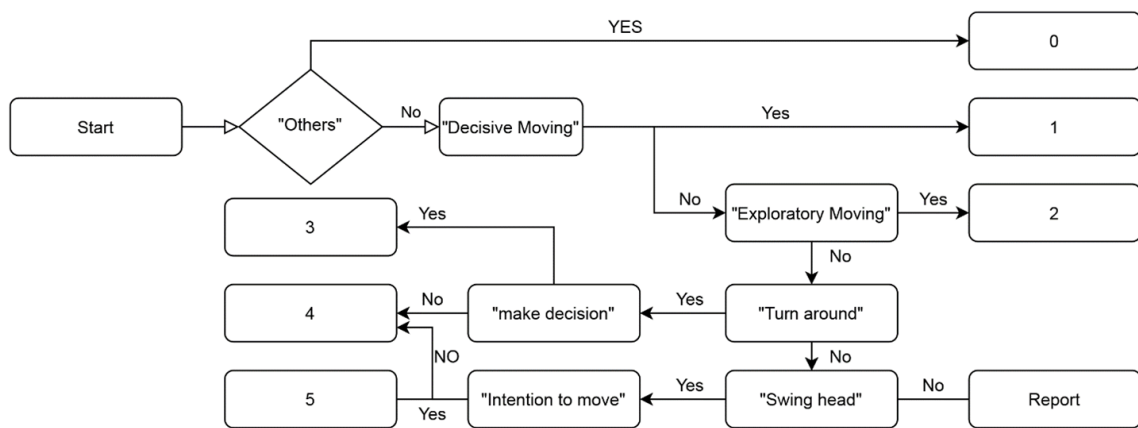 YES
0
Start
"Others"
No
"Decisive Moving"
Yes
1
No
"Exploratory Moving"
Yes
2
3
Yes
No
4
No
"make decision"
Yes
"Turn around"
NO
No
5
Yes
"Intention to move"
Yes
"Swing head"
No
Report